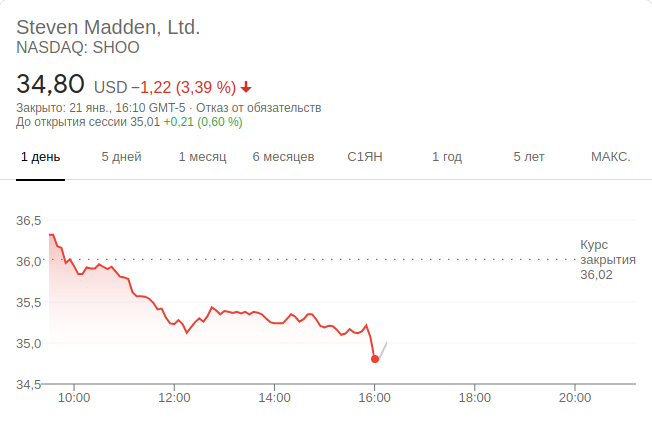 Steven Madden, Ltd.
NASDAQ: SHOO
34,80 USD −1,22 (3,39 %)
Закрыто: 21 янв., 16:10 GMT-5 · Отказ от обязательств
До открытия сессии 35,01 +0,21 (0,60 %)
1 день 5 дней 1 месяц 6 месяцев С1ЯН 1 год 5 лет МАКС.
36,5
36,0
35,5
35,0
34,5
Курс
закрытия
36,02
10:00 12:00 14:00 16:00 18:00 20:00